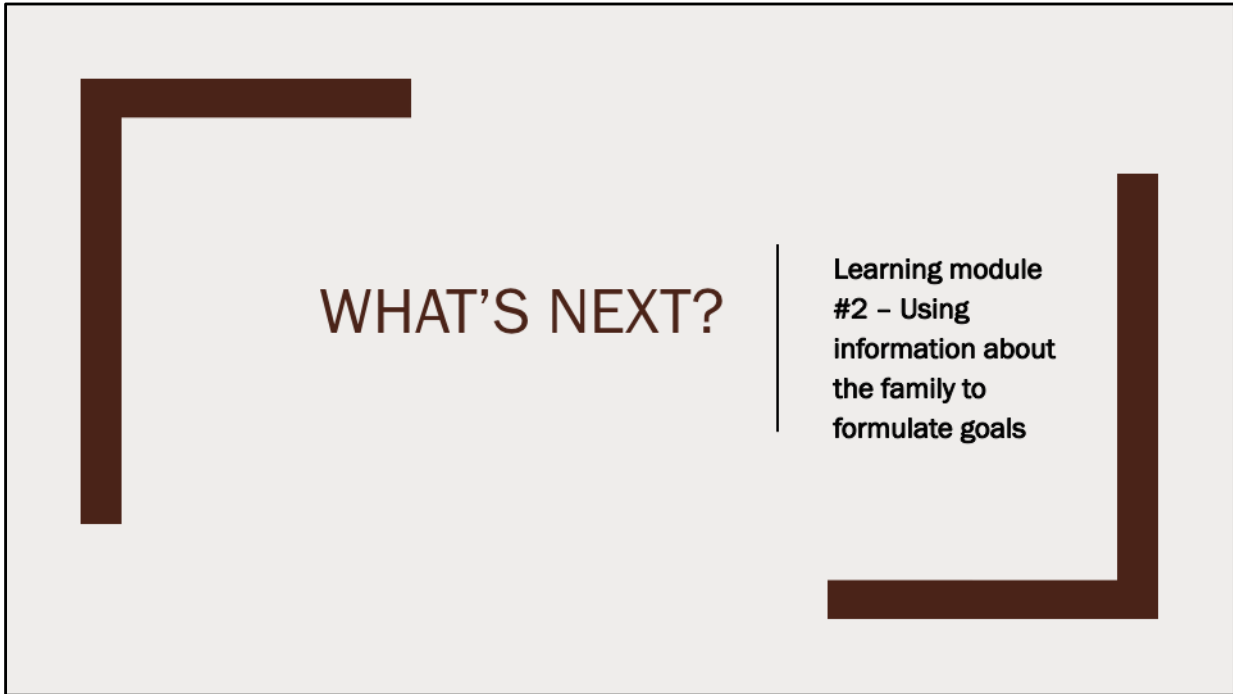 WHAT’S NEXT?
Learning module
#2 – Using
information about
the family to
formulate goals